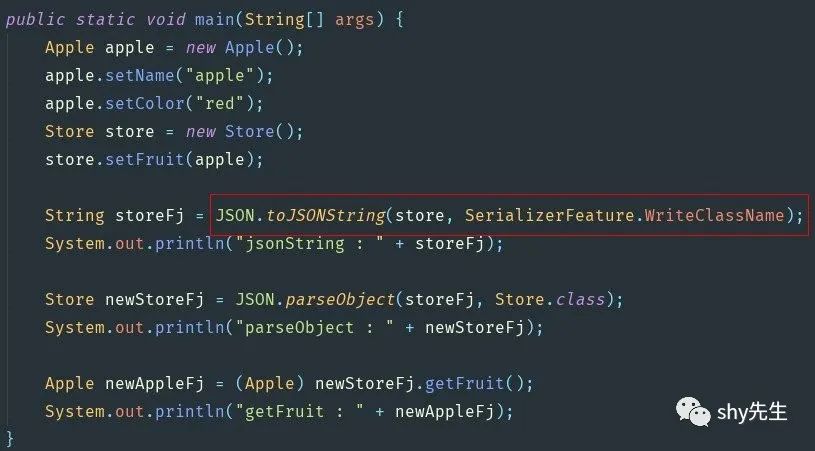 public static void main(String[] args) {
    Apple apple = new Apple();
    apple.setName("apple");
    apple.setColor("red");
    Store store = new Store();
    store.setFruit(apple);

    String storeFj = JSON.toJSONString(store, SerializerFeature.WriteClassName);
    System.out.println("jsonString : " + storeFj);

    Store newStoreFj = JSON.parseObject(storeFj, Store.class);
    System.out.println("parseObject : " + newStoreFj);

    Apple newAppleFj = (Apple) newStoreFj.getFruit();
    System.out.println("getFruit : " + newAppleFj);
}
shy先生